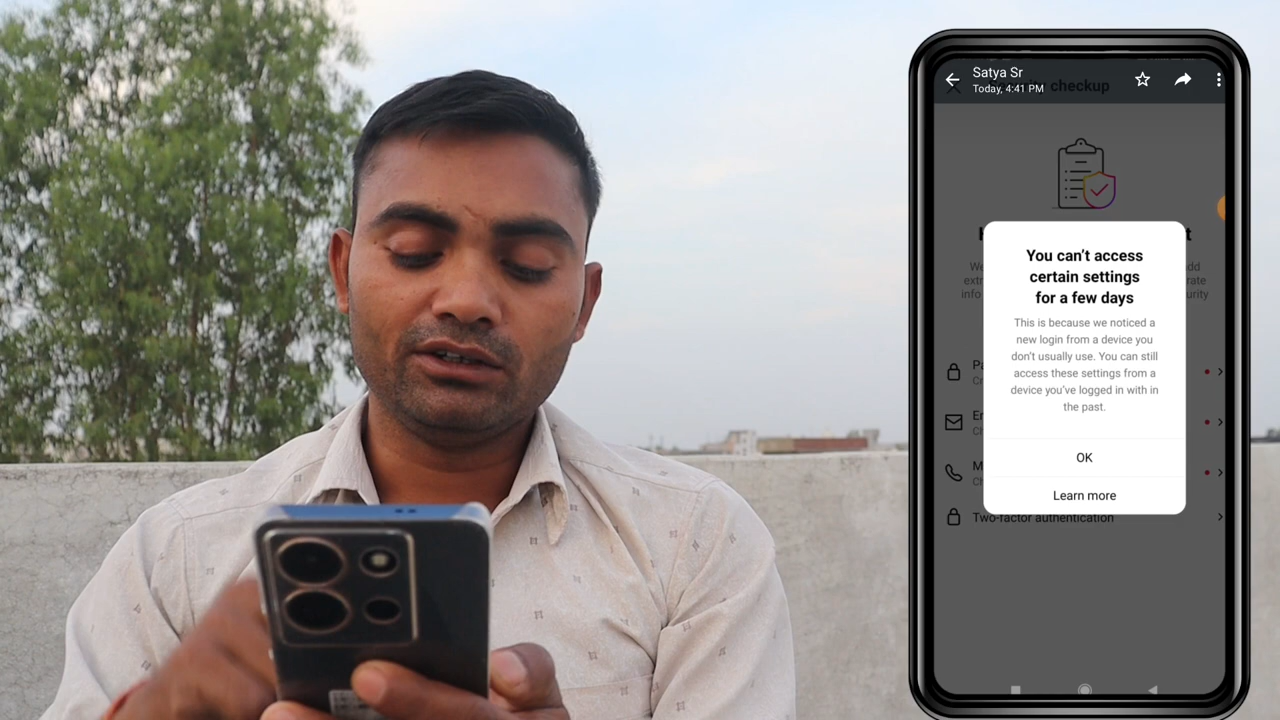 Satya Sr
Today, 4:41 PM
checkup
You can't access
certain settings
for a few days
This is because we noticed a
new login from a device you
don't usually use. You can still
access these settings from a
device you've logged in with in
the past.
OK
Learn more
Two-factor authentication